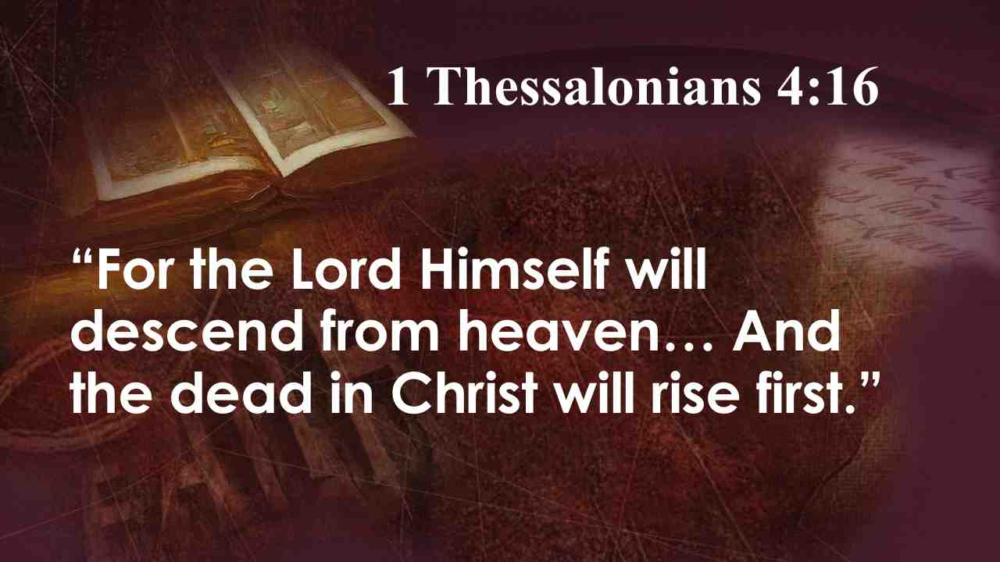 1 Thessalonians 4:16
“For the Lord Himself will
descend from heaven… And
the dead in Christ will rise first.”